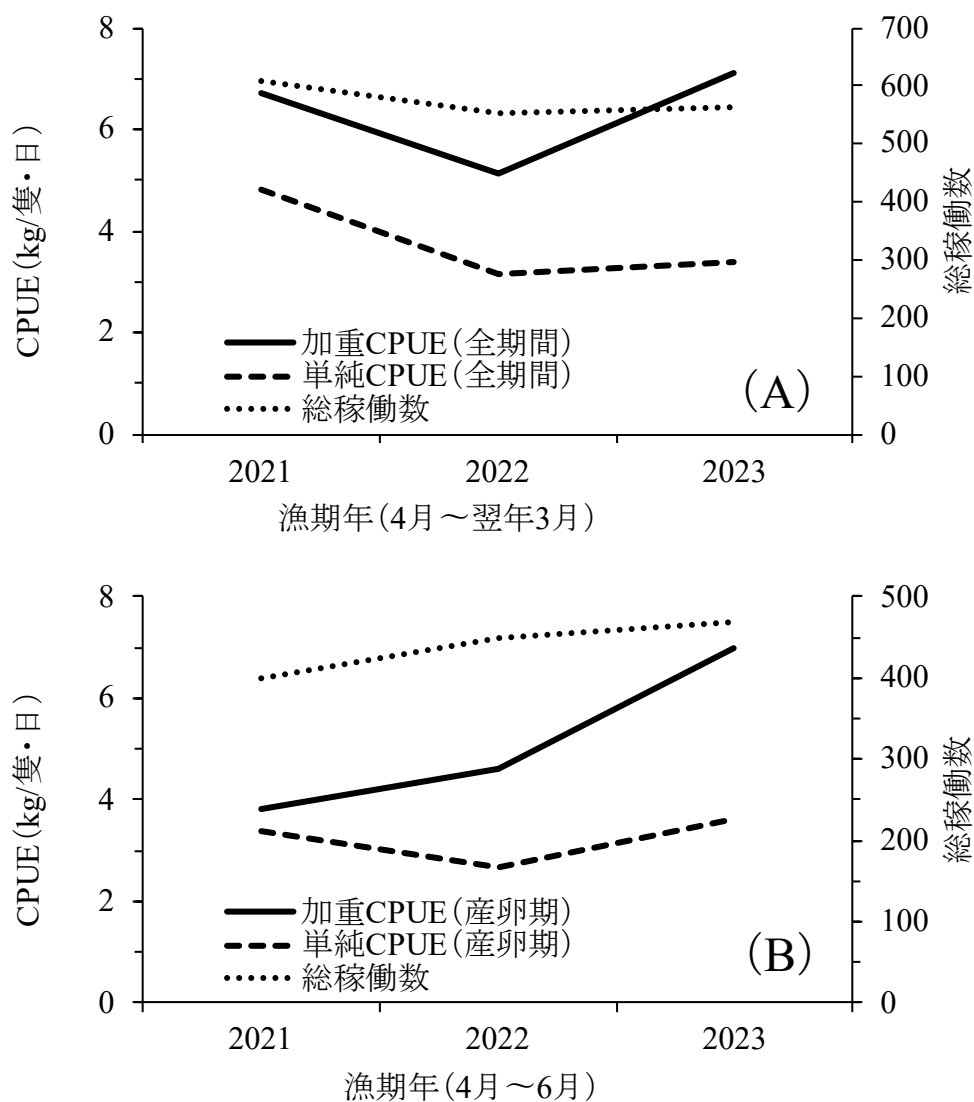 8
6
4
2
0
CPUE(kg/隻・日)
700
600
500
400
300
200
100
0
総稼働数
加重CPUE(全期間)
単純CPUE(全期間)
総稼働数
(A)
2021 2022 2023
漁期年(4月～翌年3月)
8
6
4
2
0
CPUE(kg/隻・日)
500
400
300
200
100
0
総稼働数
加重CPUE(産卵期)
単純CPUE(産卵期)
総稼働数
(B)
2021 2022 2023
漁期年(4月～6月)